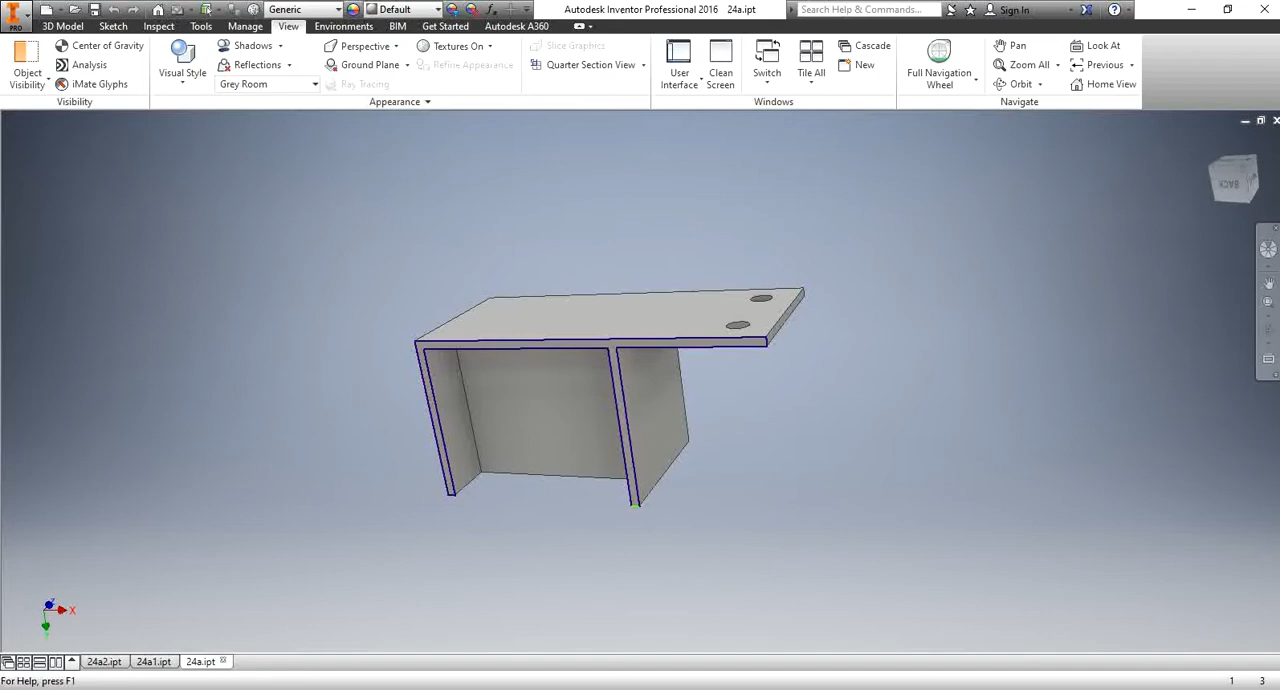 PRO
Generic
Default
Autodesk Inventor Professional 2016 24a.ipt
Search Help & Commands...
Sign In
3D Model Sketch Inspect Tools Manage View Environments BIM Get Started Autodesk A360
Object Visibility
Center of Gravity
Analysis
iMate Glyphs
Visibility
Visual Style
Shadows
Reflections
Grey Room
Perspective
Ground Plane
Ray Tracing
Textures On
Refine Appearance
Appearance
Slice Graphics
Quarter Section View
User Interface
Clean Screen
Switch
Tile All
Cascade
New
Windows
Full Navigation Wheel
Pan
Zoom All
Orbit
Look At
Previous
Home View
Navigate
BACK
X
24a2.ipt 24a1.ipt 24a.ipt
For Help, press F1
1 3